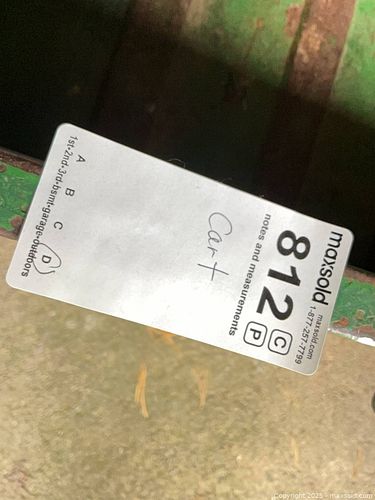 maxsold
maxsold.com
1-877-257-7799
812
C
P
notes and measurements
Cart
A B C D
1st-2nd-3rd-bsmt-garage-outdoors
Copyright 2025 - maxsold.com